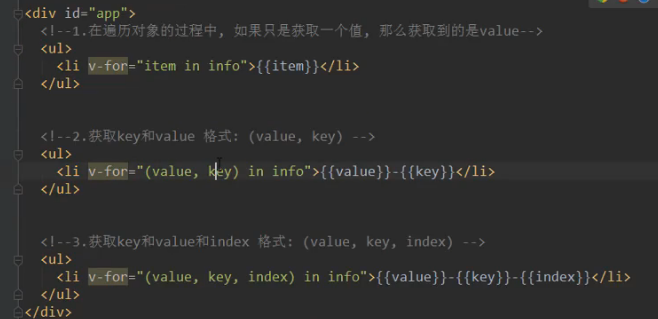 <div id="app">
<!--1.在遍历对象的过程中, 如果只是获取一个值, 那么获取到的是value-->
<ul>
<li v-for="item in info">{{item}}</li>
</ul>
<!--2.获取key和value 格式: (value, key) -->
<ul>
<li v-for="(value, key) in info">{{value}}-{{key}}</li>
</ul>
<!--3.获取key和value和index 格式: (value, key, index) -->
<ul>
<li v-for="(value, key, index) in info">{{value}}-{{key}}-{{index}}</li>
</ul>
</div>